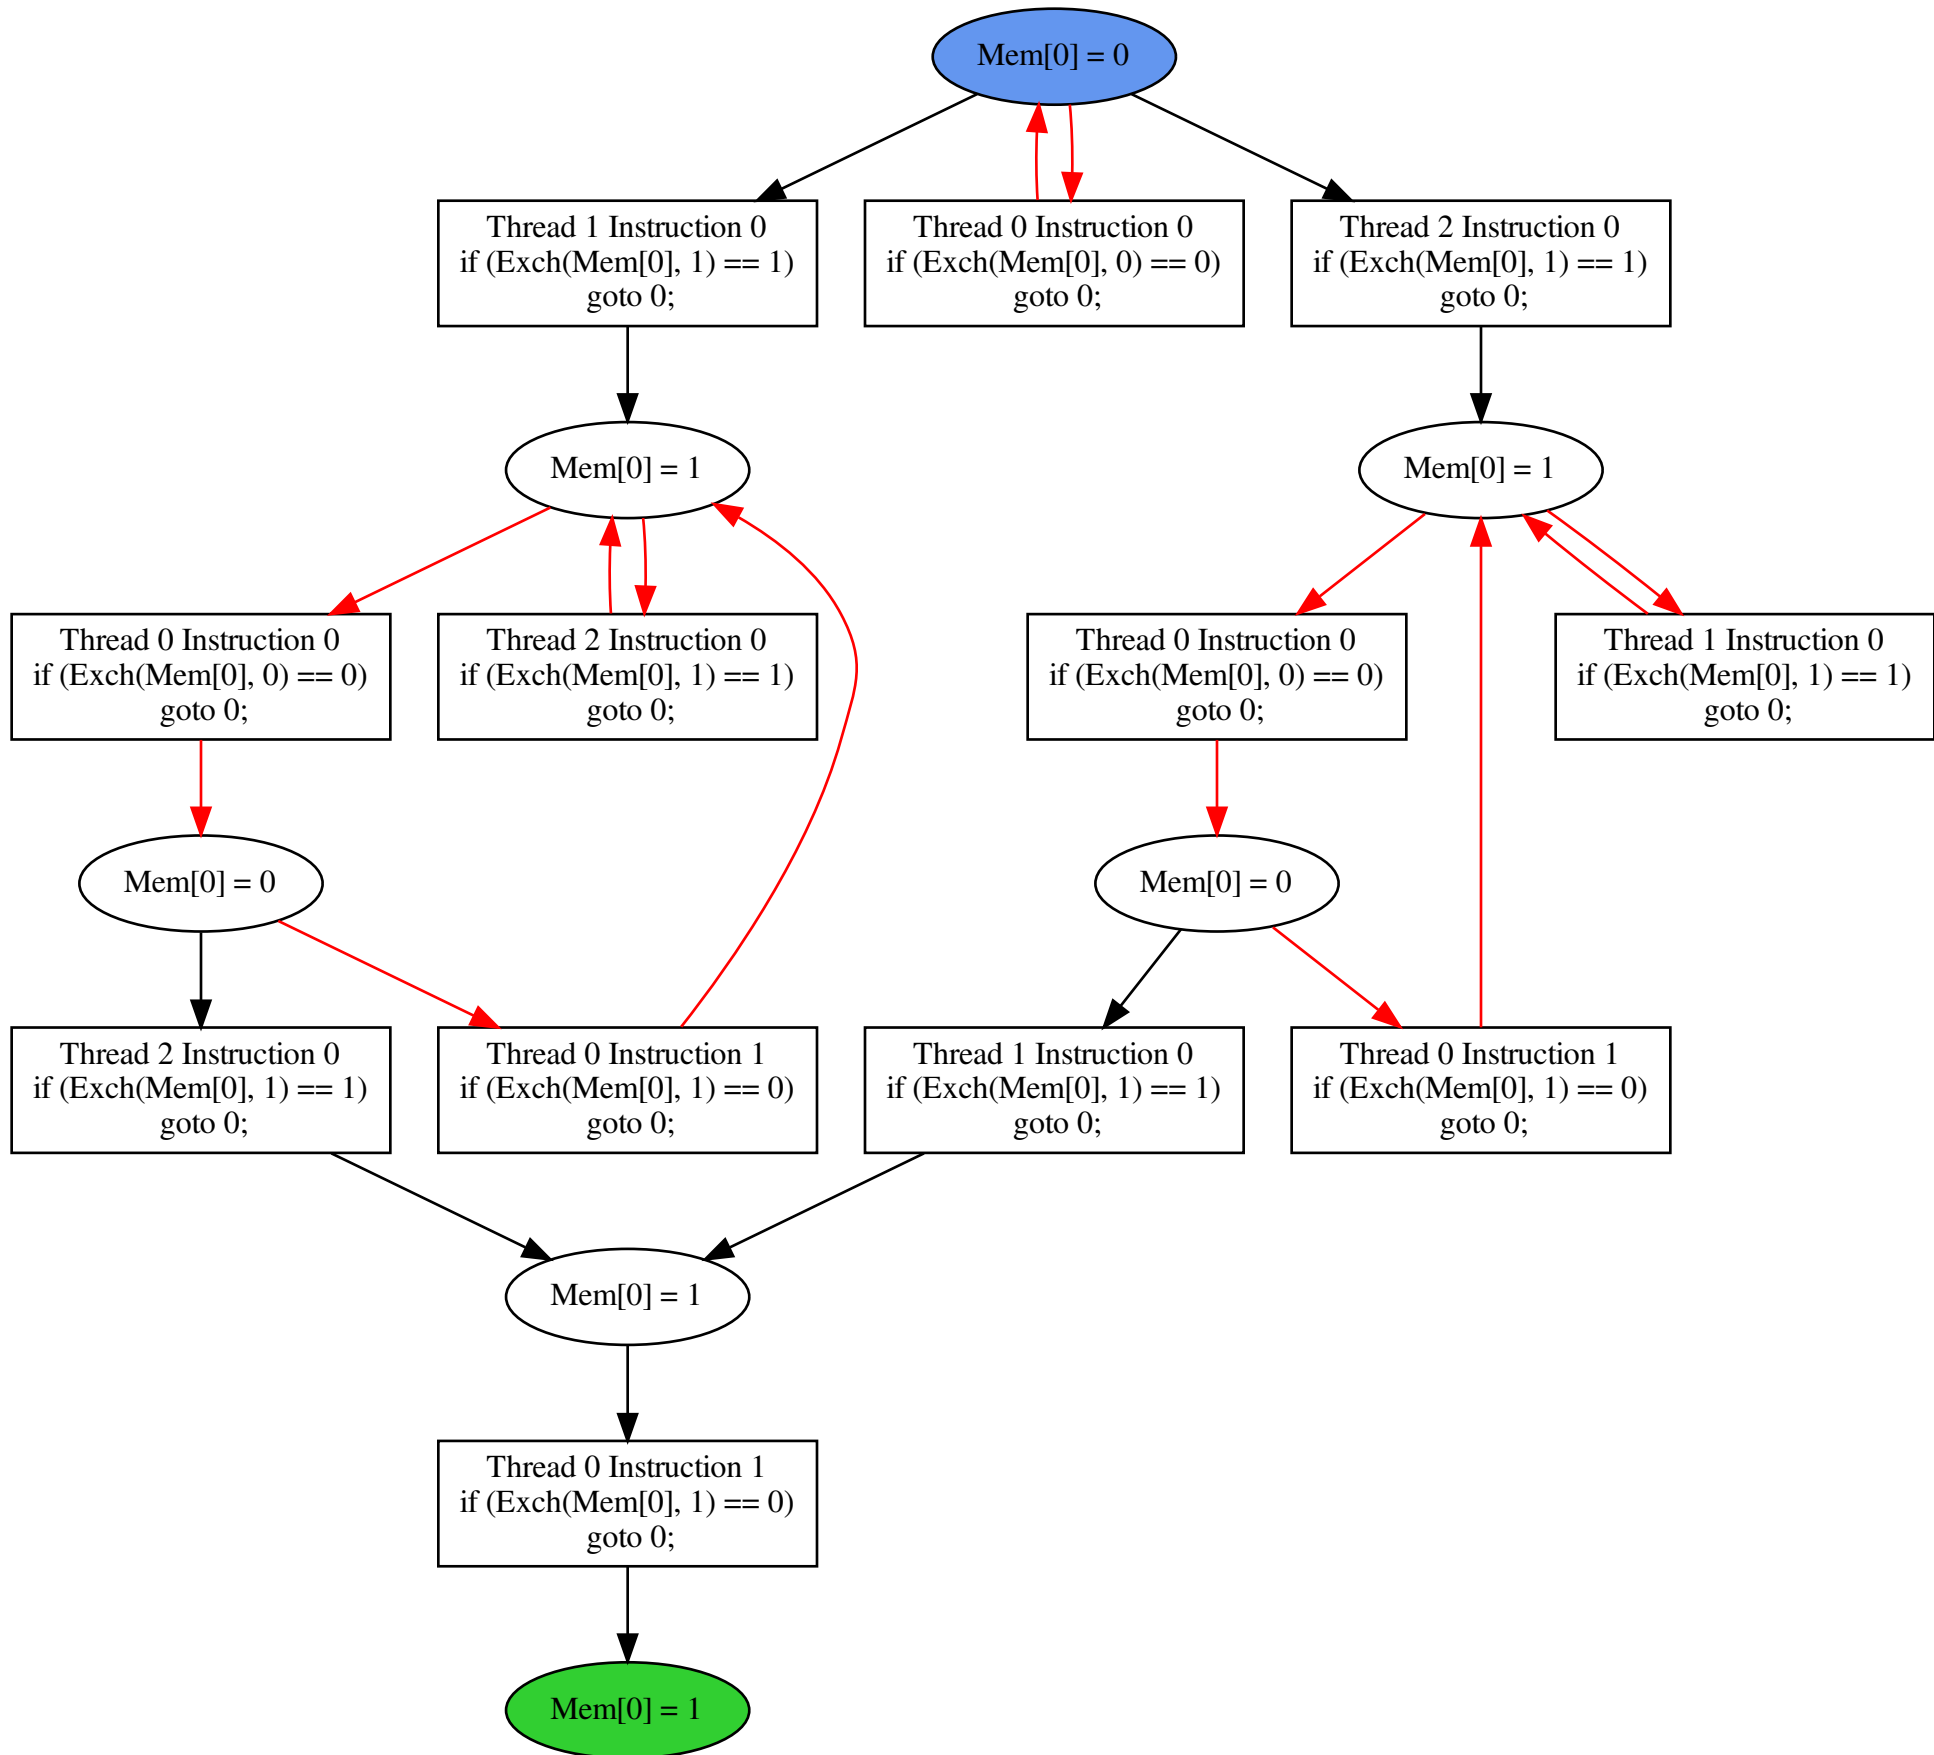 Mem[0] = 0
Thread 1 Instruction 0
if (Exch(Mem[0], 1) == 1)
goto 0;
Thread 0 Instruction 0
if (Exch(Mem[0], 0) == 0)
goto 0;
Thread 2 Instruction 0
if (Exch(Mem[0], 1) == 1)
goto 0;
Mem[0] = 1
Mem[0] = 1
Thread 0 Instruction 0
if (Exch(Mem[0], 0) == 0)
goto 0;
Thread 2 Instruction 0
if (Exch(Mem[0], 1) == 1)
goto 0;
Thread 0 Instruction 0
if (Exch(Mem[0], 0) == 0)
goto 0;
Thread 1 Instruction 0
if (Exch(Mem[0], 1) == 1)
goto 0;
Mem[0] = 0
Mem[0] = 0
Thread 2 Instruction 0
if (Exch(Mem[0], 1) == 1)
goto 0;
Thread 0 Instruction 1
if (Exch(Mem[0], 1) == 0)
goto 0;
Thread 1 Instruction 0
if (Exch(Mem[0], 1) == 1)
goto 0;
Thread 0 Instruction 1
if (Exch(Mem[0], 1) == 0)
goto 0;
Mem[0] = 1
Thread 0 Instruction 1
if (Exch(Mem[0], 1) == 0)
goto 0;
Mem[0] = 1